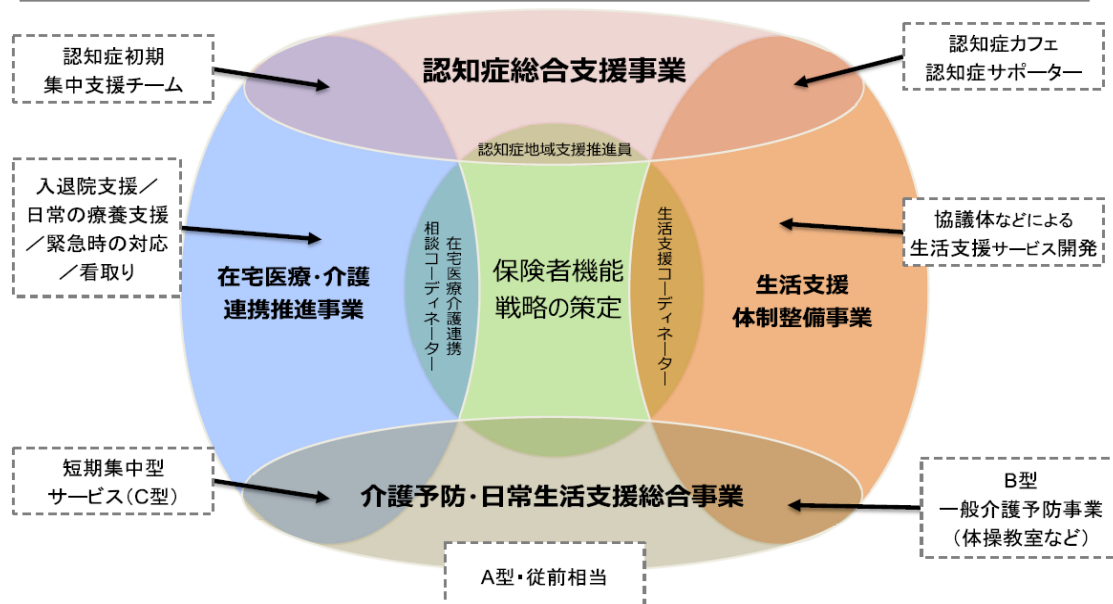 認知症初期
集中支援チーム
認知症総合支援事業
認知症カフェ
認知症サポーター
認知症地域支援推進員
入退院支援／
日常の療養支援
／緊急時の対応
／看取り
在宅医療・介護
連携推進事業
在宅医療介護連携
相談コーディネーター
保険者機能
戦略の策定
生活支援コーディネーター
生活支援
体制整備事業
協議体などによる
生活支援サービス開発
短期集中型
サービス（C型）
介護予防・日常生活支援総合事業
B型
一般介護予防事業
（体操教室など）
A型・従前相当